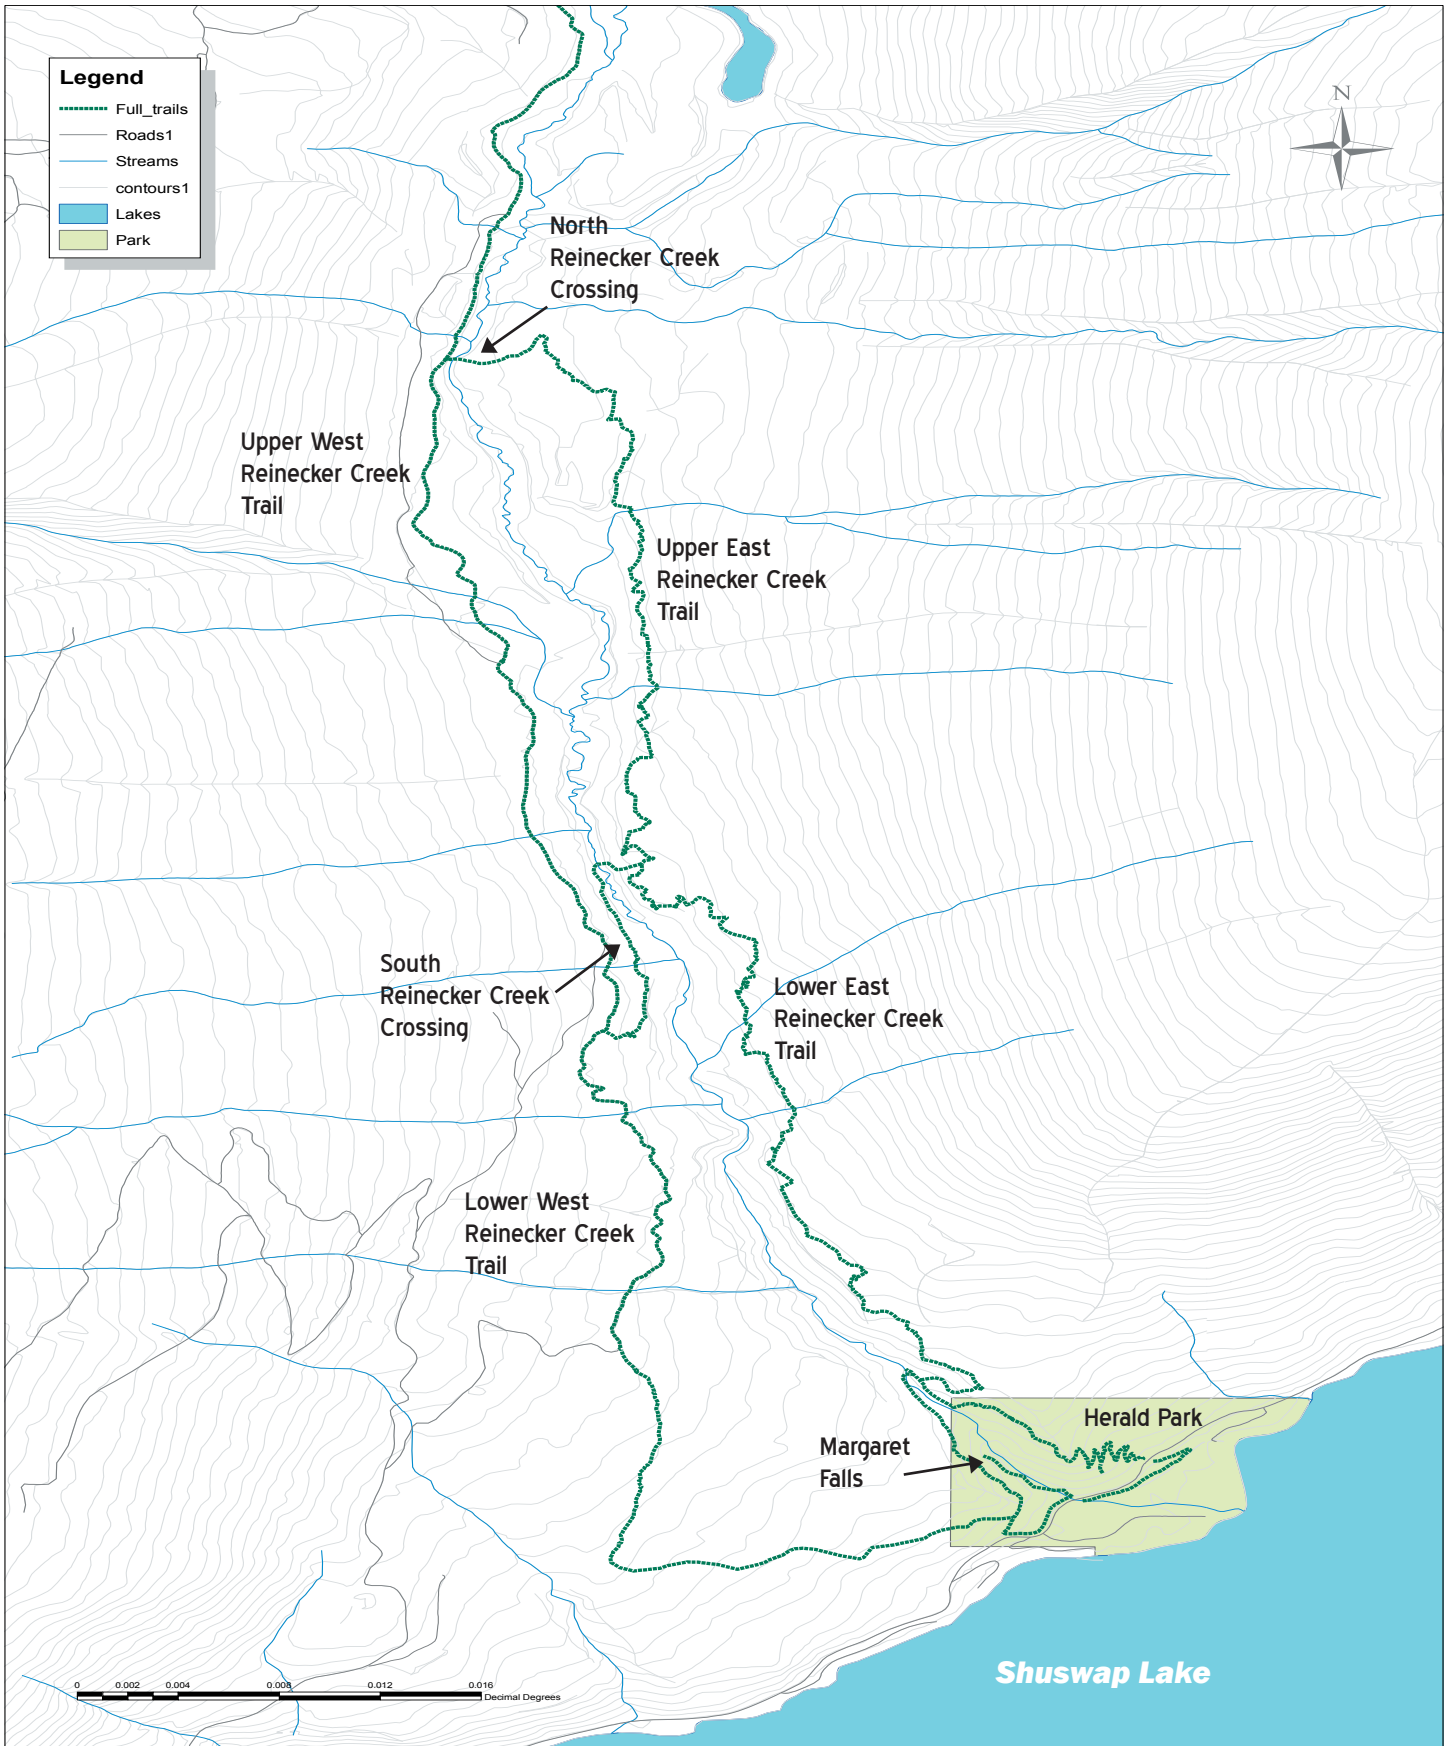 Legend
Full_trails
Roads1
Streams
contours1
Lakes
Park
N
North
Reinecker Creek
Crossing
Upper West
Reinecker Creek
Trail
Upper East
Reinecker Creek
Trail
South
Reinecker Creek
Crossing
Lower East
Reinecker Creek
Trail
Lower West
Reinecker Creek
Trail
Herald Park
Margaret
Falls
Shuswap Lake
0 0.002 0.004 0.008 0.012 0.016
Decimal Degrees